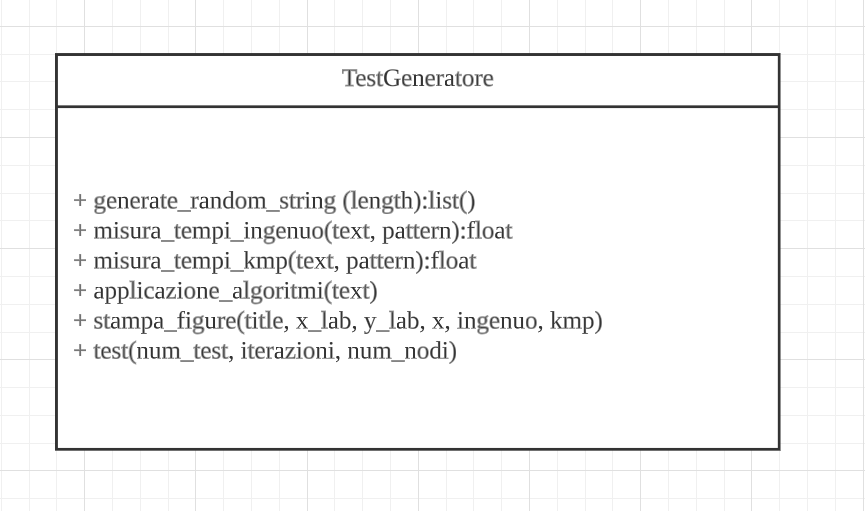 TestGeneratore
+ generate_random_string (length):list()
+ misura_tempi_ingenuo(text, pattern):float
+ misura_tempi_kmp(text, pattern):float
+ applicazione_algoritmi(text)
+ stampa_figure(title, x_lab, y_lab, x, ingenuo, kmp)
+ test(num_test, iterazioni, num_nodi)